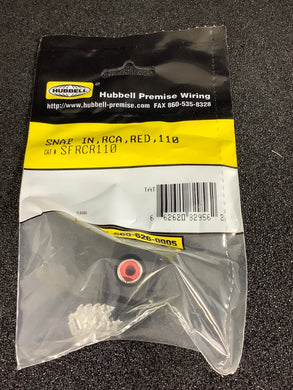 HUBBELL
Hubbell Premise Wiring
http://www.hubbell-premise.com FAX 860-535-8328
SNAP IN,RCA,RED,110
CAT# SFRCR110
6 62620 82956 2